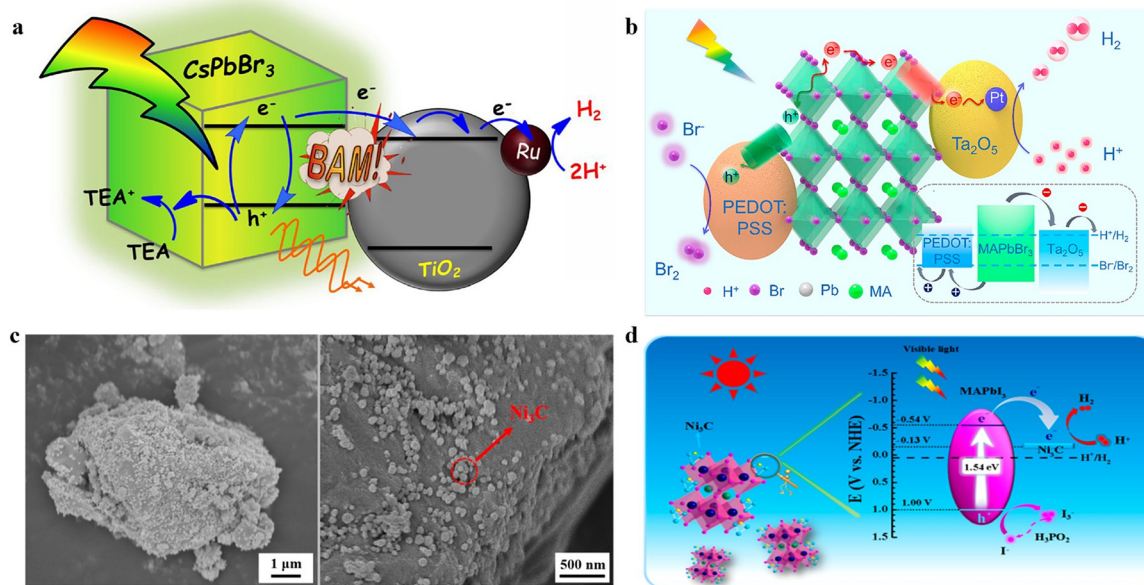 a
CsPbBr₃
e⁻
e⁻
e⁻
H₂
BAM!
Ru
2H⁺
TEA⁺
h⁺
TEA
TiO₂
b
H₂
e⁻
e⁻
h⁺
e⁻
Pt
Br⁻
Ta₂O₅
H⁺
h⁺
PEDOT:
PSS
Br₂
PEDOT:
PSS
MAPbBr₃
Ta₂O₅
H⁺/H₂
Br⁻/Br₂
H⁺
Br
Pb
MA
c
Ni₃C
1 μm
500 nm
d
Visible light
Ni₃C
E (V vs. NHE)
-1.5
-1.0
-0.5
0.0
0.5
1.0
1.5
-0.54 V
-0.13 V
1.00 V
MAPbI₃
e⁻
e⁻
H₂
e⁻
Ni₃C
H⁺
H⁺/H₂
1.54 eV
h⁺
I₃⁻
H₃PO₂
I⁻